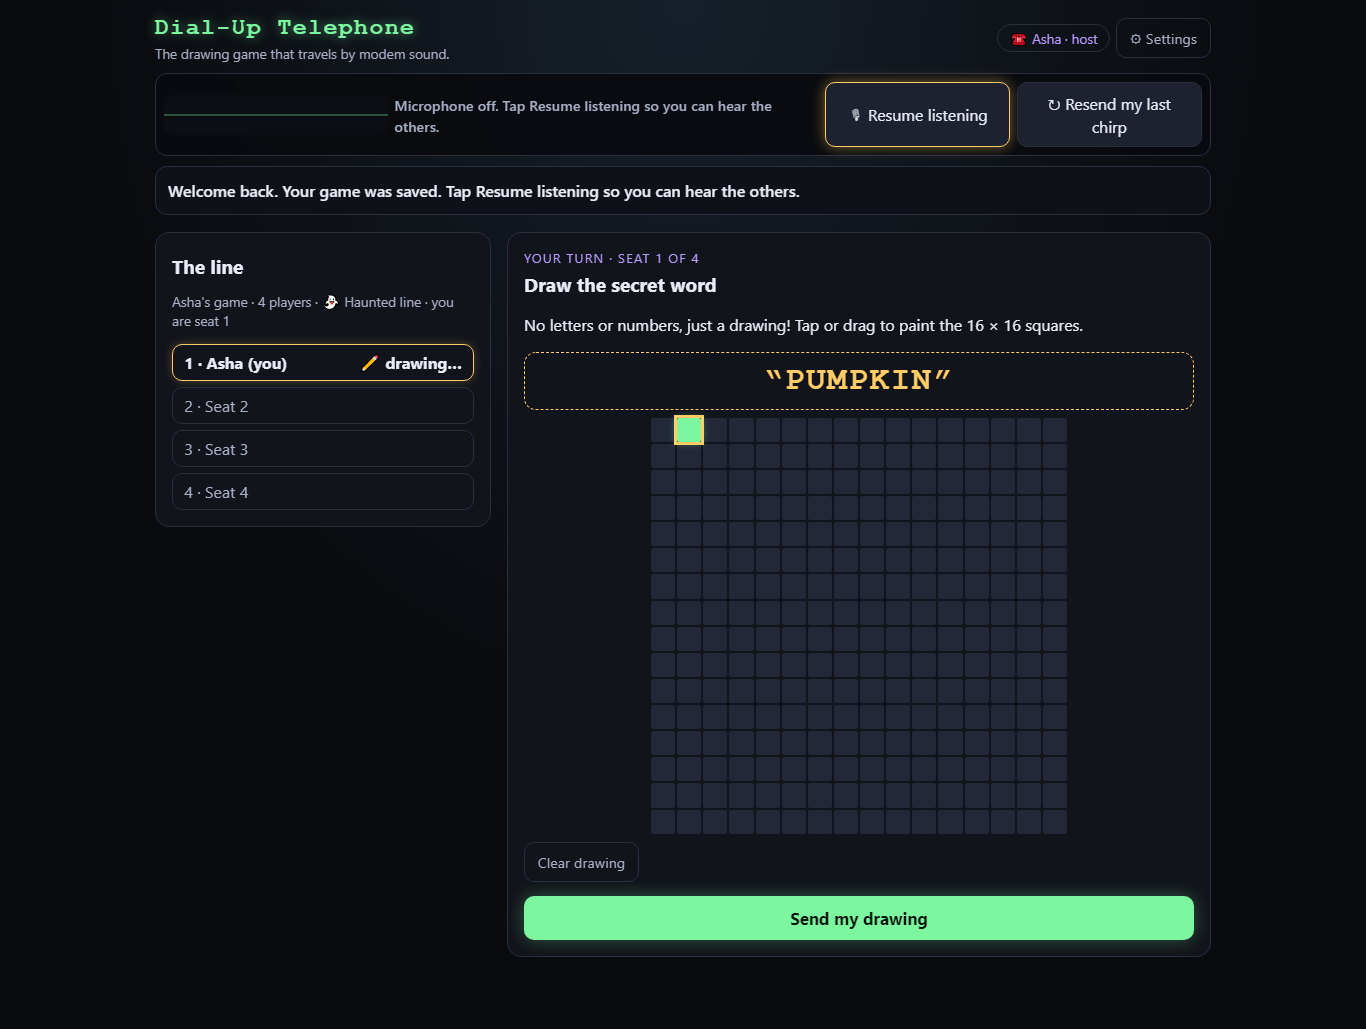 Dial-Up Telephone
The drawing game that travels by modem sound.
☎️ Asha · host
⚙ Settings
Microphone off. Tap Resume listening so you can hear the
others.
🎙 Resume listening
↻ Resend my last
chirp
Welcome back. Your game was saved. Tap Resume listening so you can hear the others.
The line
Asha's game · 4 players · 👻 Haunted line · you
are seat 1
1 · Asha (you) ✏️ drawing...
2 · Seat 2
3 · Seat 3
4 · Seat 4
YOUR TURN · SEAT 1 OF 4
Draw the secret word
No letters or numbers, just a drawing! Tap or drag to paint the 16 × 16 squares.
“PUMPKIN”
Clear drawing
Send my drawing